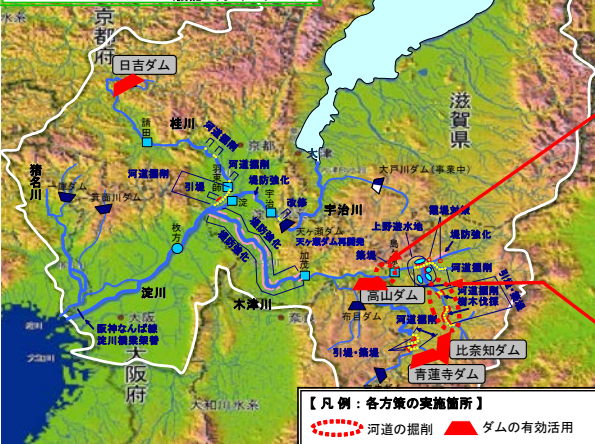 水系
京都府
日吉ダム
滋賀県
請田
桂川
河道掘削
京都
大津
猪名川
河道掘削
羽束師
河道掘削
堤防強化
大戸川ダム(事業中)
引堤
淀
宇治
改修
宇治川
一庫ダム
箕面川ダム
枚方
堤防強化
天ヶ瀬ダム
天ヶ瀬ダム再開発
上野遊水地
堤防強化
堤防強化
築堤
加茂
島ヶ原
河道掘削
淀川
木津川
高山ダム
河道掘削
樹木伐採
引堤・築堤
大阪
布目ダム
河道掘削
阪神なんば線
淀川橋梁架替
大阪府
引堤・築堤
比奈知ダム
青蓮寺ダム
大和川水系
【 凡 例 : 各方策の実施箇所 】
河道の掘削
ダムの有効活用